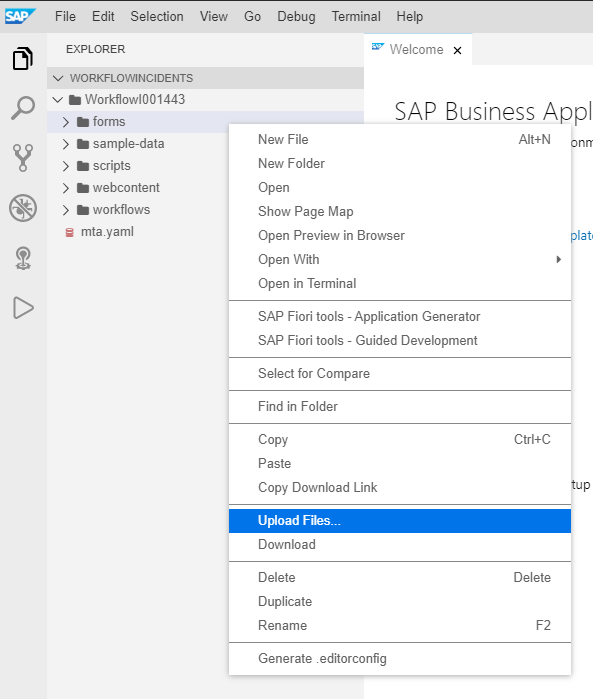 SAP File Edit Selection View Go Debug Terminal Help
EXPLORER
Welcome
WORKFLOWINCIDENTS
WorkflowI001443
SAP Business Appl
forms
sample-data
scripts
webcontent
workflows
mta.yaml
New File Alt+N
New Folder
Open
Show Page Map
Open Preview in Browser
Open With
Open in Terminal
SAP Fiori tools - Application Generator
SAP Fiori tools - Guided Development
Select for Compare
Find in Folder
Copy Ctrl+C
Paste
Copy Download Link
Upload Files...
Download
Delete Delete
Duplicate
Rename F2
Generate .editorconfig